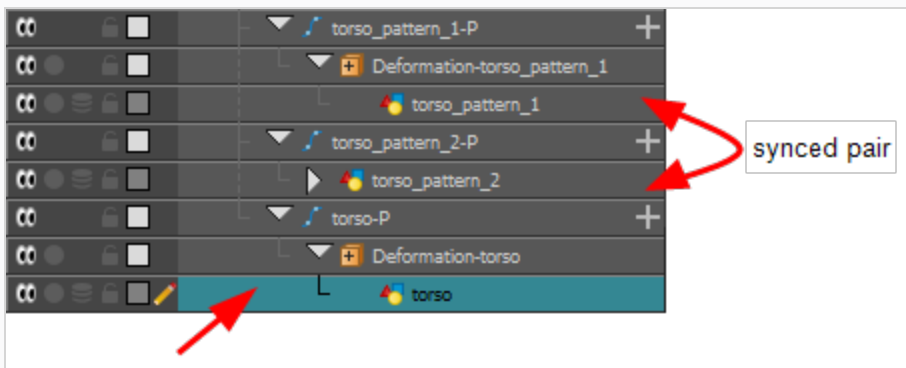 torso_pattern_1-P
Deformation-torso_pattern_1
torso_pattern_1
torso_pattern_2-P
synced pair
torso_pattern_2
torso-P
Deformation-torso
torso